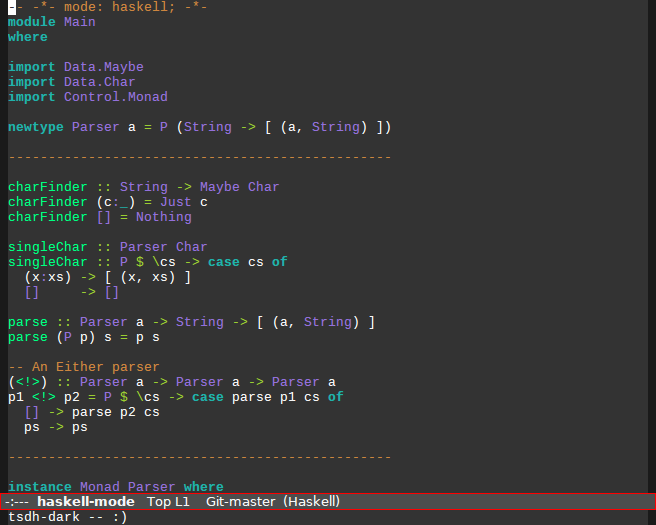 -- -*- mode: haskell; -*-
module Main
where

import Data.Maybe
import Data.Char
import Control.Monad

newtype Parser a = P (String -> [ (a, String) ])

------------------------------------------------

charFinder :: String -> Maybe Char
charFinder (c:_) = Just c
charFinder [] = Nothing

singleChar :: Parser Char
singleChar :: P $ \cs -> case cs of
  (x:xs) -> [ (x, xs) ]
  []     -> []

parse :: Parser a -> String -> [ (a, String) ]
parse (P p) s = p s

-- An Either parser
(<!>) :: Parser a -> Parser a -> Parser a
p1 <!> p2 = P $ \cs -> case parse p1 cs of
  [] -> parse p2 cs
  ps -> ps

------------------------------------------------

instance Monad Parser where
-:--- haskell-mode Top L1 Git-master (Haskell)
tsdh-dark -- :)